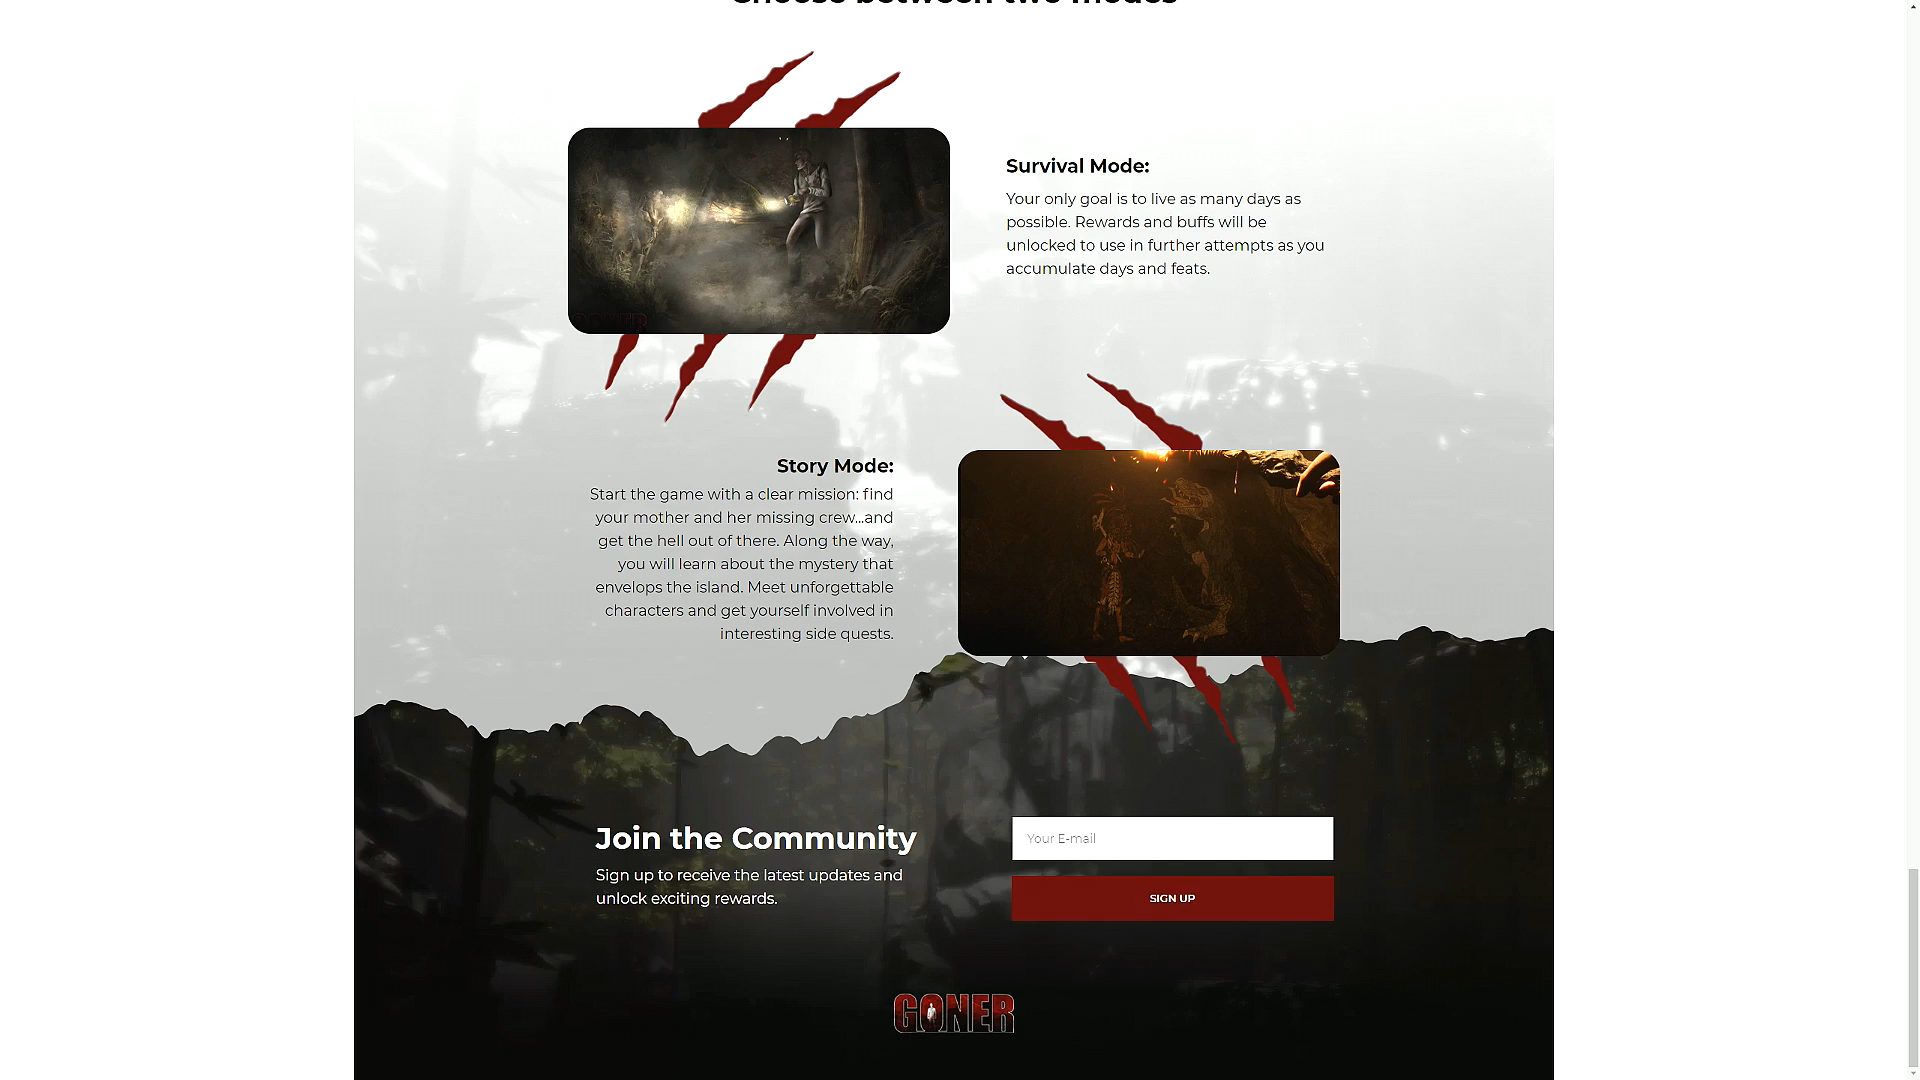 Choose between two modes
Survival Mode:
Your only goal is to live as many days as
possible. Rewards and buffs will be
unlocked to use in further attempts as you
accumulate days and feats.
Story Mode:
Start the game with a clear mission: find
your mother and her missing crew...and
get the hell out of there. Along the way,
you will learn about the mystery that
envelops the island. Meet unforgettable
characters and get yourself involved in
interesting side quests.
Join the Community
Sign up to receive the latest updates and
unlock exciting rewards.
Your E-mail
SIGN UP
GONER